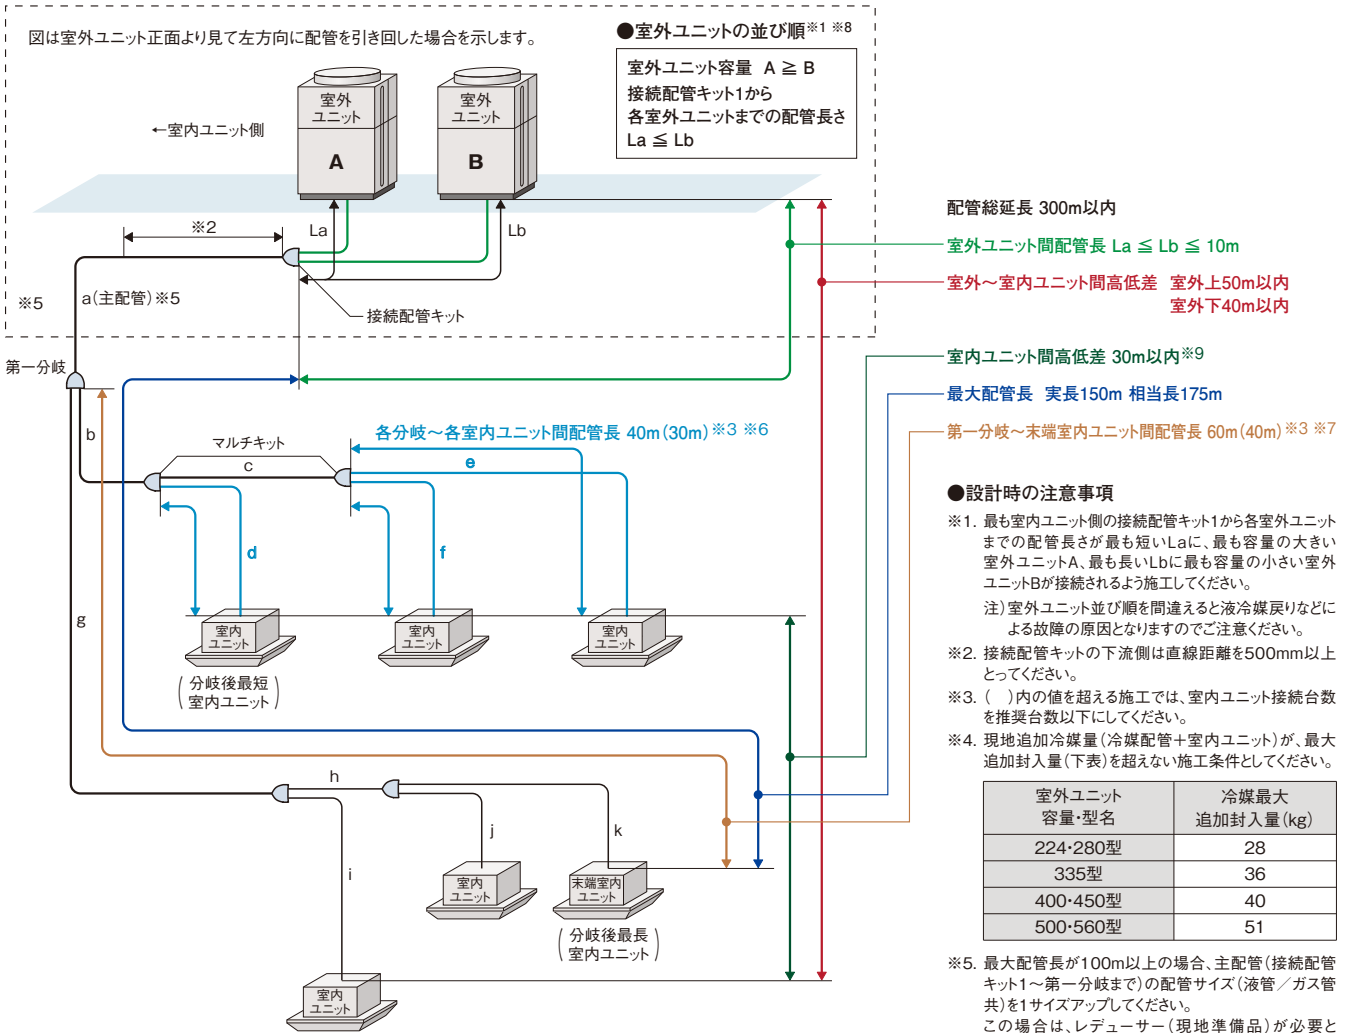 図は室外ユニット正面より見て左方向に配管を引き回した場合を示します。
●室外ユニットの並び順※1 ※8
室外ユニット容量 A ≧ B
接続配管キット1から
各室外ユニットまでの配管長さ
La ≦ Lb
室外
ユニット
A
室外
ユニット
B
←室内ユニット側
※2
La
Lb
※5
a(主配管)※5
接続配管キット
第一分岐
配管総延長 300m以内
室外ユニット間配管長 La ≦ Lb ≦ 10m
室外〜室内ユニット間高低差 室外上50m以内
室外下40m以内
室内ユニット間高低差 30m以内※9
最大配管長 実長150m 相当長175m
第一分岐〜末端室内ユニット間配管長 60m(40m)※3 ※7
b
マルチキット
c
各分岐〜各室内ユニット間配管長 40m(30m)※3 ※6
e
d
f
g
室内
ユニット
室内
ユニット
室内
ユニット
(分岐後最短
室内ユニット)
h
i
j
k
室内
ユニット
末端室内
ユニット
(分岐後最長
室内ユニット)
室内
ユニット
●設計時の注意事項
※1. 最も室内ユニット側の接続配管キット1から各室外ユニット
までの配管長さが最も短いLaに、最も容量の大きい
室外ユニットA、最も長いLbに最も容量の小さい室外
ユニットBが接続されるよう施工してください。
注)室外ユニット並び順を間違えると液冷媒戻りなどに
よる故障の原因となりますのでご注意ください。
※2. 接続配管キットの下流側は直線距離を500mm以上
とってください。
※3. ( )内の値を超える施工では、室内ユニット接続台数
を推奨台数以下にしてください。
※4. 現地追加冷媒量(冷媒配管+室内ユニット)が、最大
追加封入量(下表)を超えない施工条件としてください。
室外ユニット
容量・型名
冷媒最大
追加封入量(kg)
224・280型 28
335型 36
400・450型 40
500・560型 51
※5. 最大配管長が100m以上の場合、主配管(接続配管
キット1〜第一分岐まで)の配管サイズ(液管/ガス管
共)を1サイズアップしてください。
この場合は、レデューサー(現地準備品)が必要と